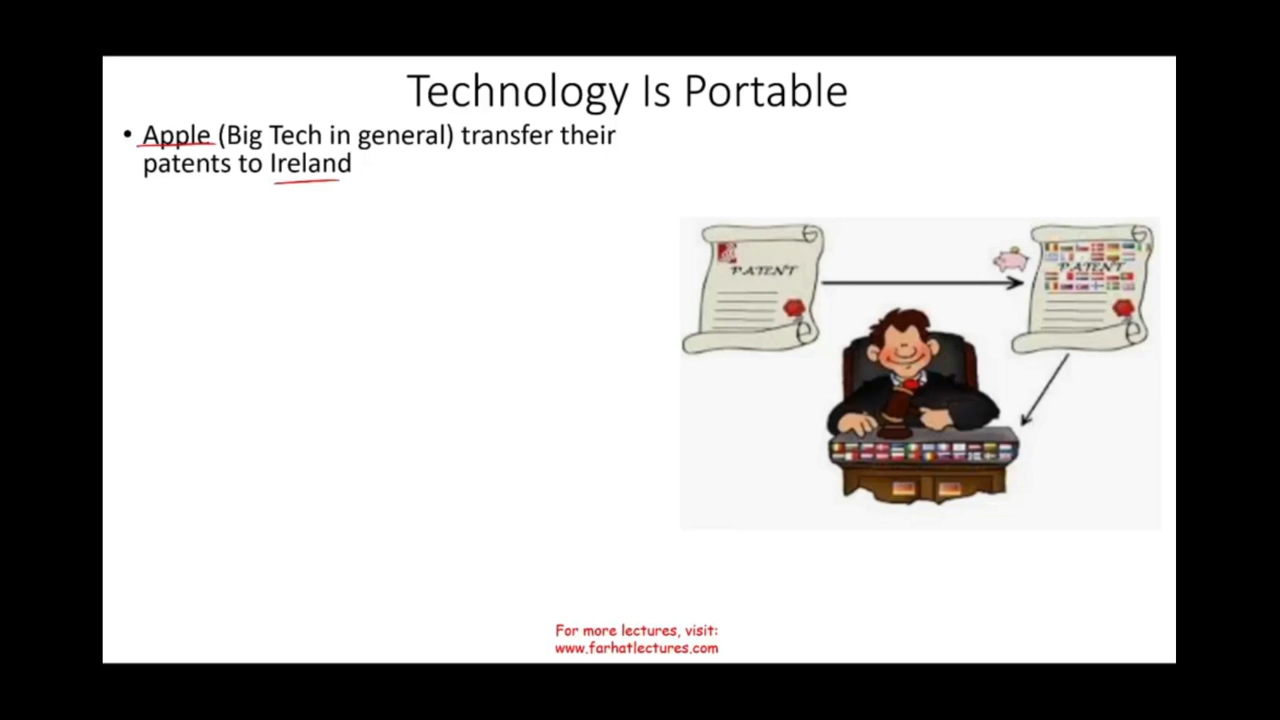 Technology Is Portable
• Apple (Big Tech in general) transfer their
patents to Ireland
PATENT
PATENT
For more lectures, visit:
www.farhatlectures.com